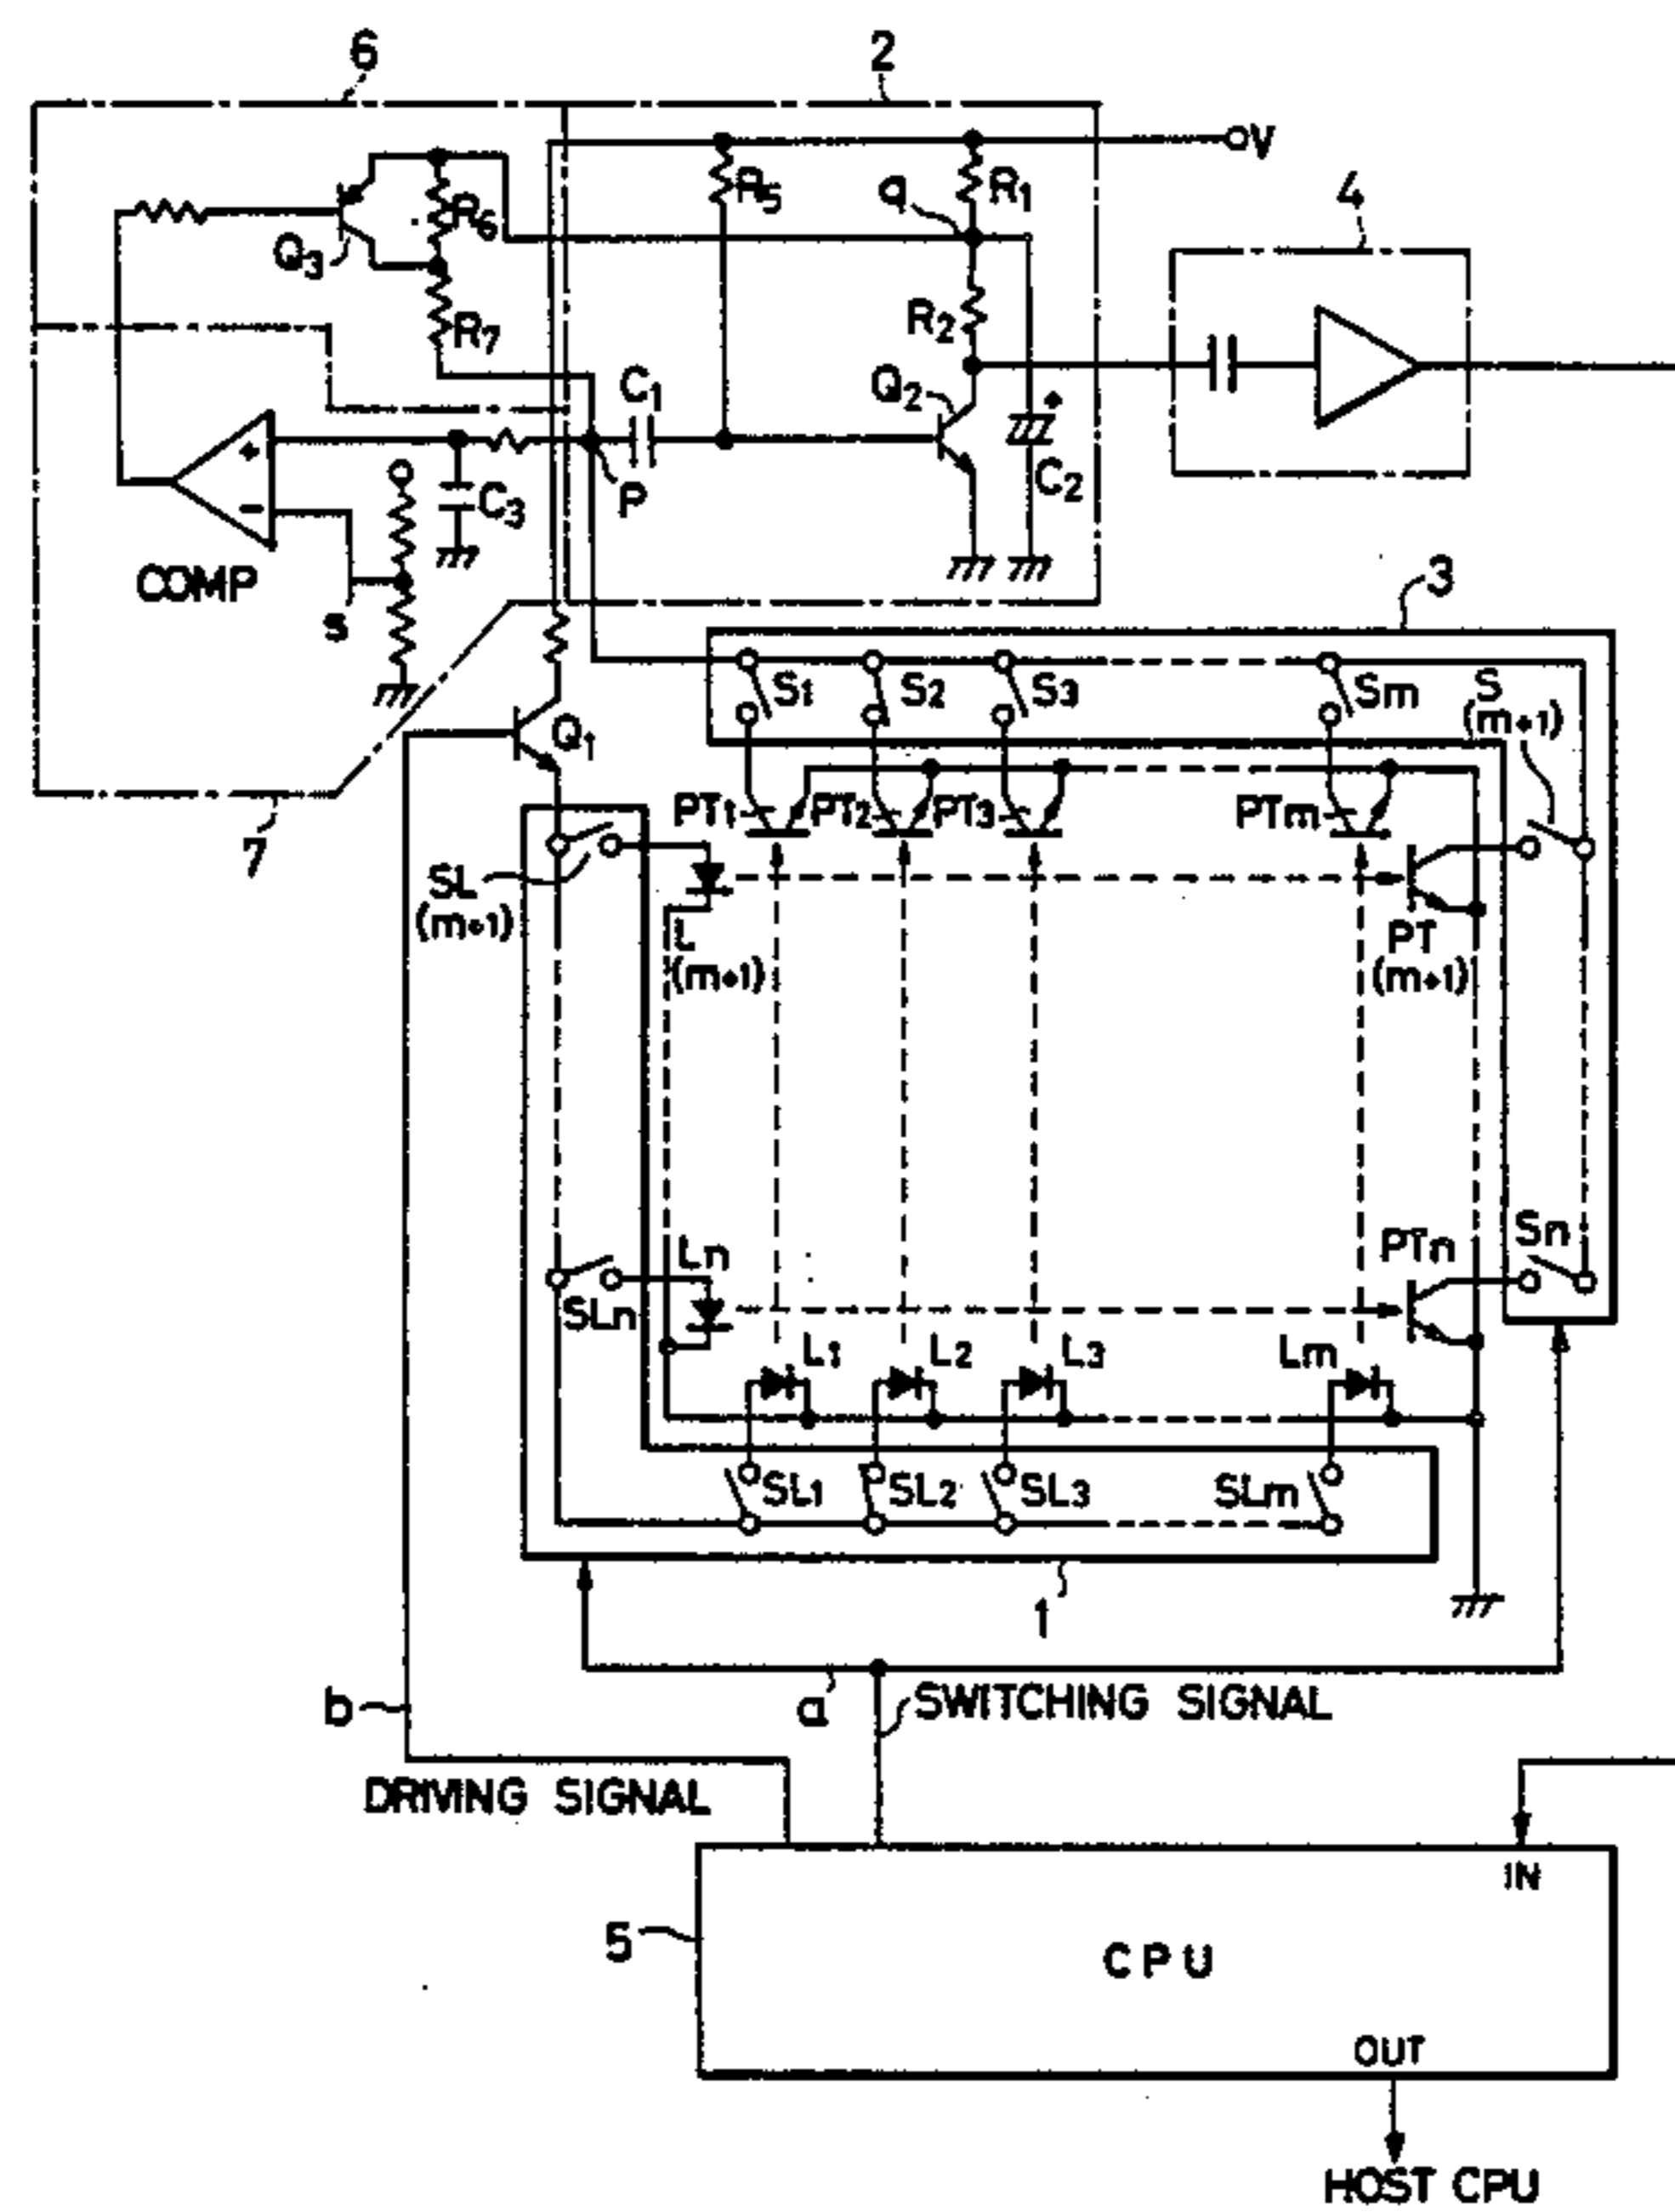 6
2
V
R5
R1
q
4
R6
Q3
R2
R7
C1
Q2
+
P
C3
C2
-
COMP
s
3
S1
S2
S3
Sm
S
(m+1)
Q1
PT1
PT2
PT3
PTm
7
SL
(m+1)
L
(m+1)
PT
(m+1)
Ln
PTn
Sn
SLn
L1
L2
L3
Lm
SL1
SL2
SL3
SLm
1
b
a
SWITCHING SIGNAL
DRIVING SIGNAL
IN
5
CPU
OUT
HOST CPU